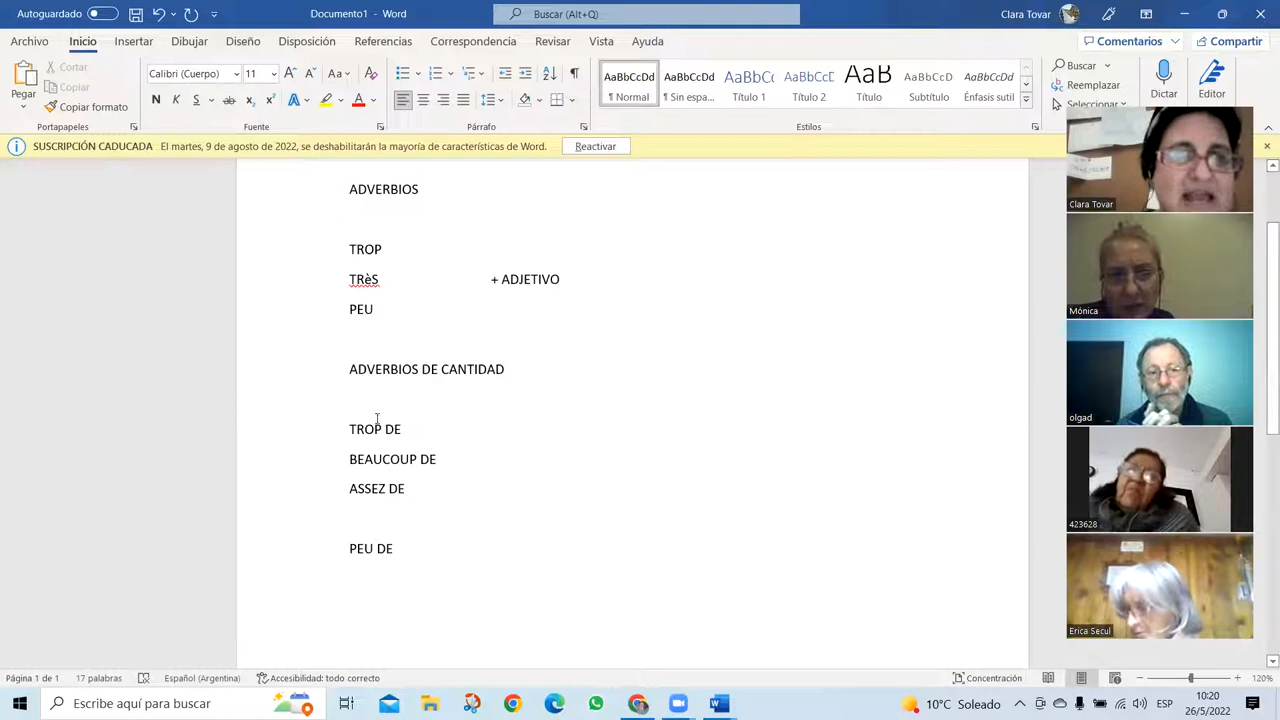 Autoguardado
Documento1 - Word
Buscar (Alt+Q)
Clara Tovar
Archivo Inicio Insertar Dibujar Diseño Disposición Referencias Correspondencia Revisar Vista Ayuda
Comentarios Compartir
Pegar
Cortar
Copiar
Copiar formato
Portapapeles
Calibri (Cuerpo) 11
N K S ab x₂ x²
Fuente
Párrafo
AaBbCcDd AaBbCcDd AaBbCc AaBbCcD AaB AaBbCcD AaBbCcDd
¶ Normal ¶ Sin espa... Título 1 Título 2 Título Subtítulo Énfasis sutil
Estilos
Buscar
Reemplazar
Seleccionar
Dictar
Editor
SUSCRIPCIÓN CADUCADA El martes, 9 de agosto de 2022, se deshabilitarán la mayoría de características de Word. Reactivar
ADVERBIOS
TROP
TRèS + ADJETIVO
PEU
ADVERBIOS DE CANTIDAD
TROP DE
BEAUCOUP DE
ASSEZ DE
PEU DE
Clara Tovar
Mónica
olgad
423628
Erica Secul
Página 1 de 1 17 palabras Español (Argentina) Accesibilidad: todo correcto Concentración 120%
Escribe aquí para buscar
10°C Soleado ESP 10:20
26/5/2022